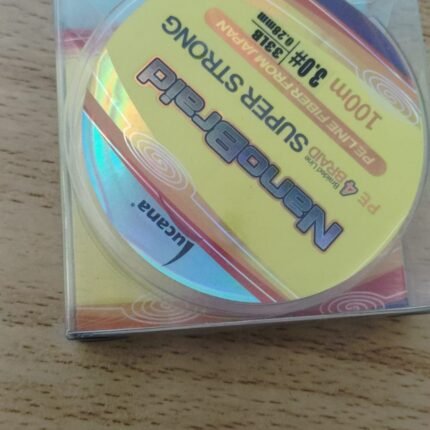 Lucana®
NanoBraid
Braided Line
PE 4 BRAID SUPER STRONG
PE LINE FIBER FROM JAPAN
100m 3.0# 33LB
0.28mm